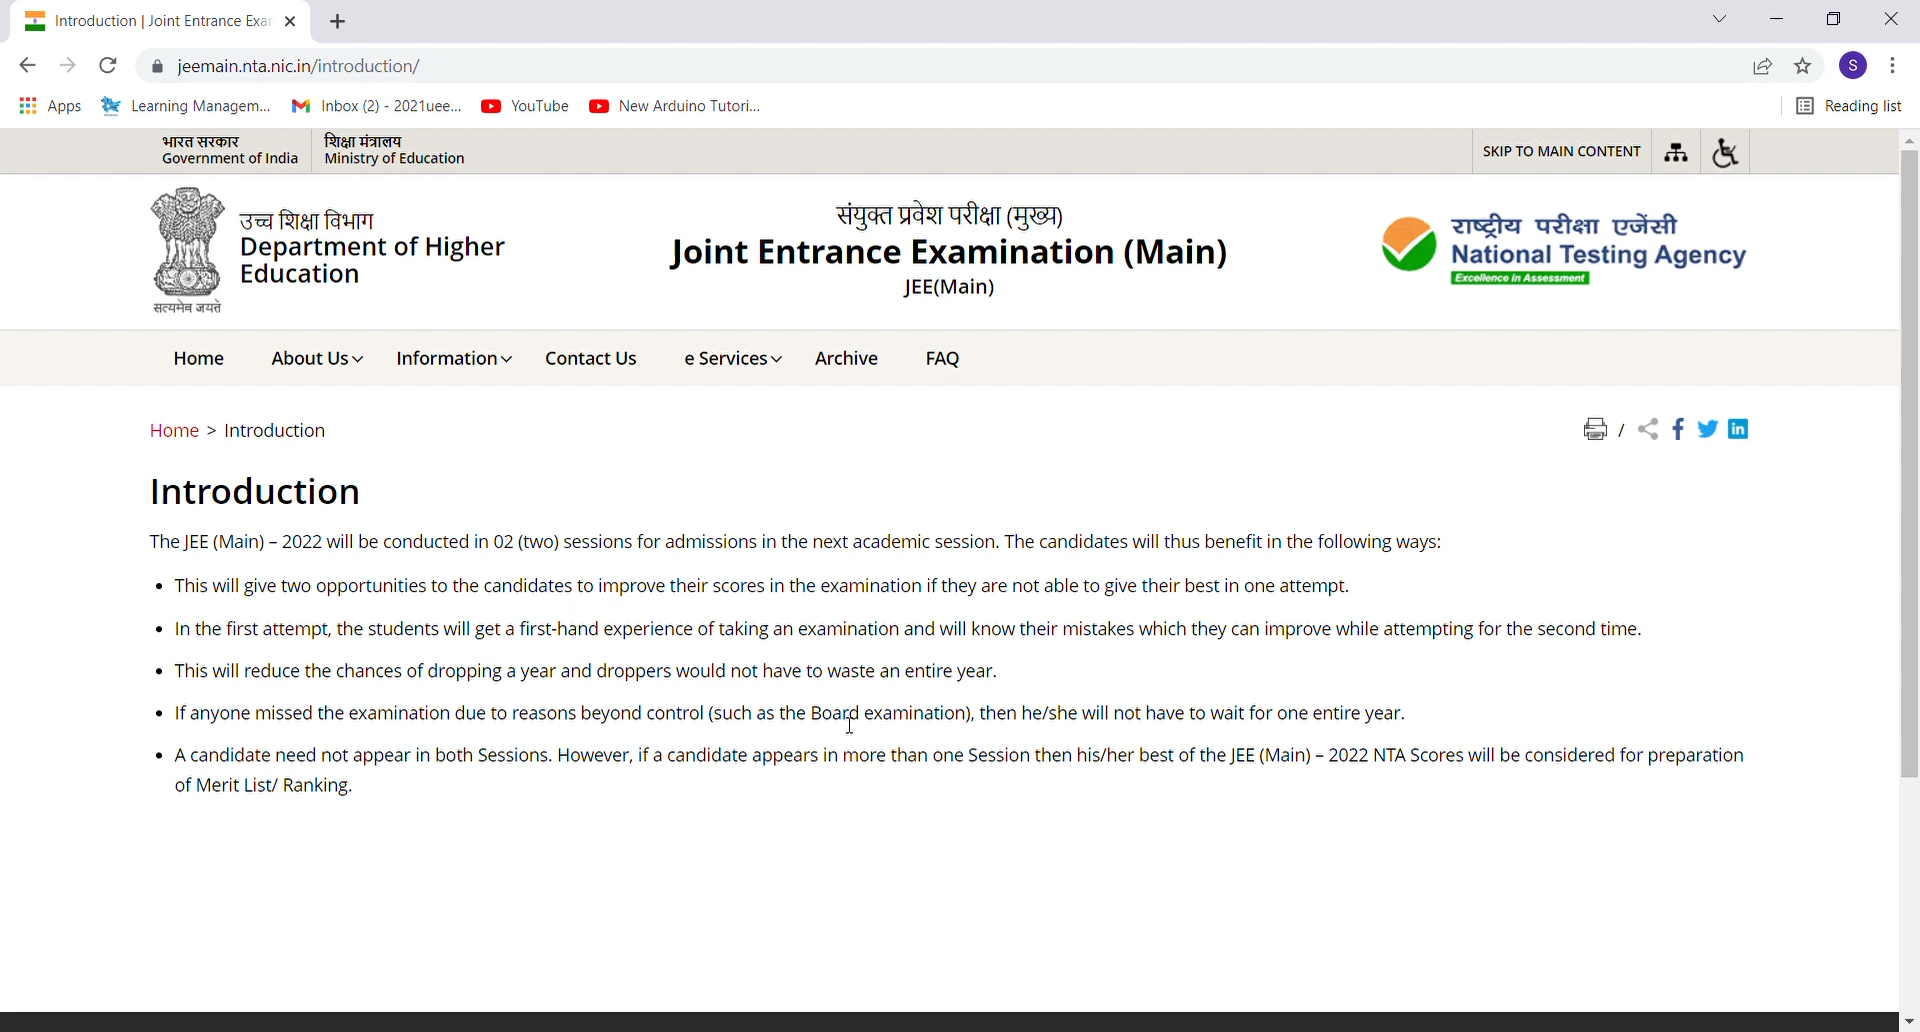 Introduction | Joint Entrance Exar
jeemain.nta.nic.in/introduction/
S
Apps
Learning Managem...
Inbox (2) - 2021uee...
YouTube
New Arduino Tutori...
Reading list
भारत सरकार
Government of India
शिक्षा मंत्रालय
Ministry of Education
SKIP TO MAIN CONTENT
सत्यमेव जयते
उच्च शिक्षा विभाग
Department of Higher
Education
संयुक्त प्रवेश परीक्षा (मुख्य)
Joint Entrance Examination (Main)
JEE(Main)
राष्ट्रीय परीक्षा एजेंसी
National Testing Agency
Excellence in Assessment
Home About Us Information Contact Us e Services Archive FAQ
Home > Introduction
/
f
in
Introduction
The JEE (Main) – 2022 will be conducted in 02 (two) sessions for admissions in the next academic session. The candidates will thus benefit in the following ways:
• This will give two opportunities to the candidates to improve their scores in the examination if they are not able to give their best in one attempt.
• In the first attempt, the students will get a first-hand experience of taking an examination and will know their mistakes which they can improve while attempting for the second time.
• This will reduce the chances of dropping a year and droppers would not have to waste an entire year.
• If anyone missed the examination due to reasons beyond control (such as the Board examination), then he/she will not have to wait for one entire year.
• A candidate need not appear in both Sessions. However, if a candidate appears in more than one Session then his/her best of the JEE (Main) – 2022 NTA Scores will be considered for preparation
of Merit List/ Ranking.